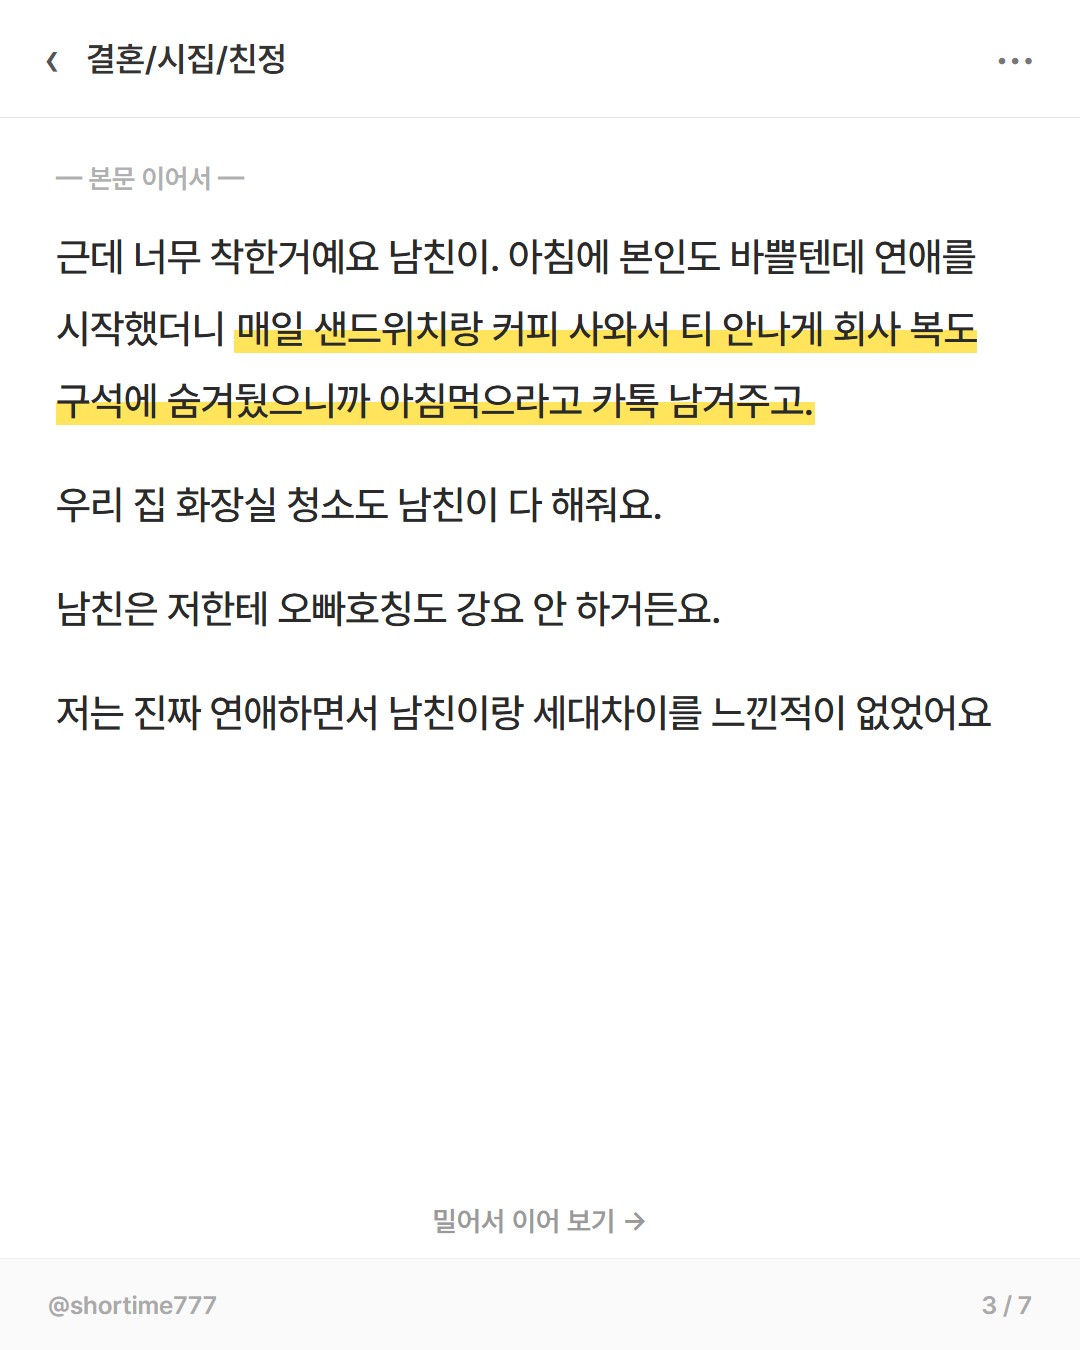 ❮ 결혼/시집/친정 •••
— 본문 이어서 —
근데 너무 착한거예요 남친이. 아침에 본인도 바쁠텐데 연애를
시작했더니 매일 샌드위치랑 커피 사와서 티 안나게 회사 복도
구석에 숨겨뒀으니까 아침먹으라고 카톡 남겨주고.
우리 집 화장실 청소도 남친이 다 해줘요.
남친은 저한테 오빠호칭도 강요 안 하거든요.
저는 진짜 연애하면서 남친이랑 세대차이를 느낀적이 없었어요
밀어서 이어 보기 →
@shortime777 3 / 7